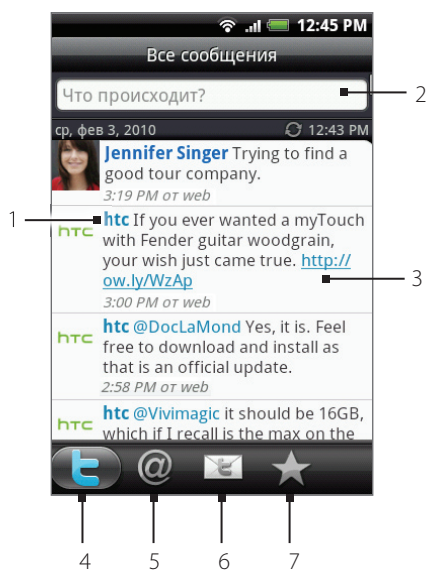 12:45 PM
Все сообщения
Что происходит?
2
ср, фев 3, 2010 12:43 PM
Jennifer Singer Trying to find a
good tour company.
3:19 PM от web
1
htc If you ever wanted a myTouch
hTC
with Fender guitar woodgrain,
your wish just came true. http://
ow.ly/WzAp
3
3:00 PM от web
htc @DocLaMond Yes, it is. Feel
hTC
free to download and install as
that is an official update.
2:58 PM от web
htc @Vivimagic it should be 16GB,
hTC
which if I recall is the max on the
t @ t
4 5 6 7